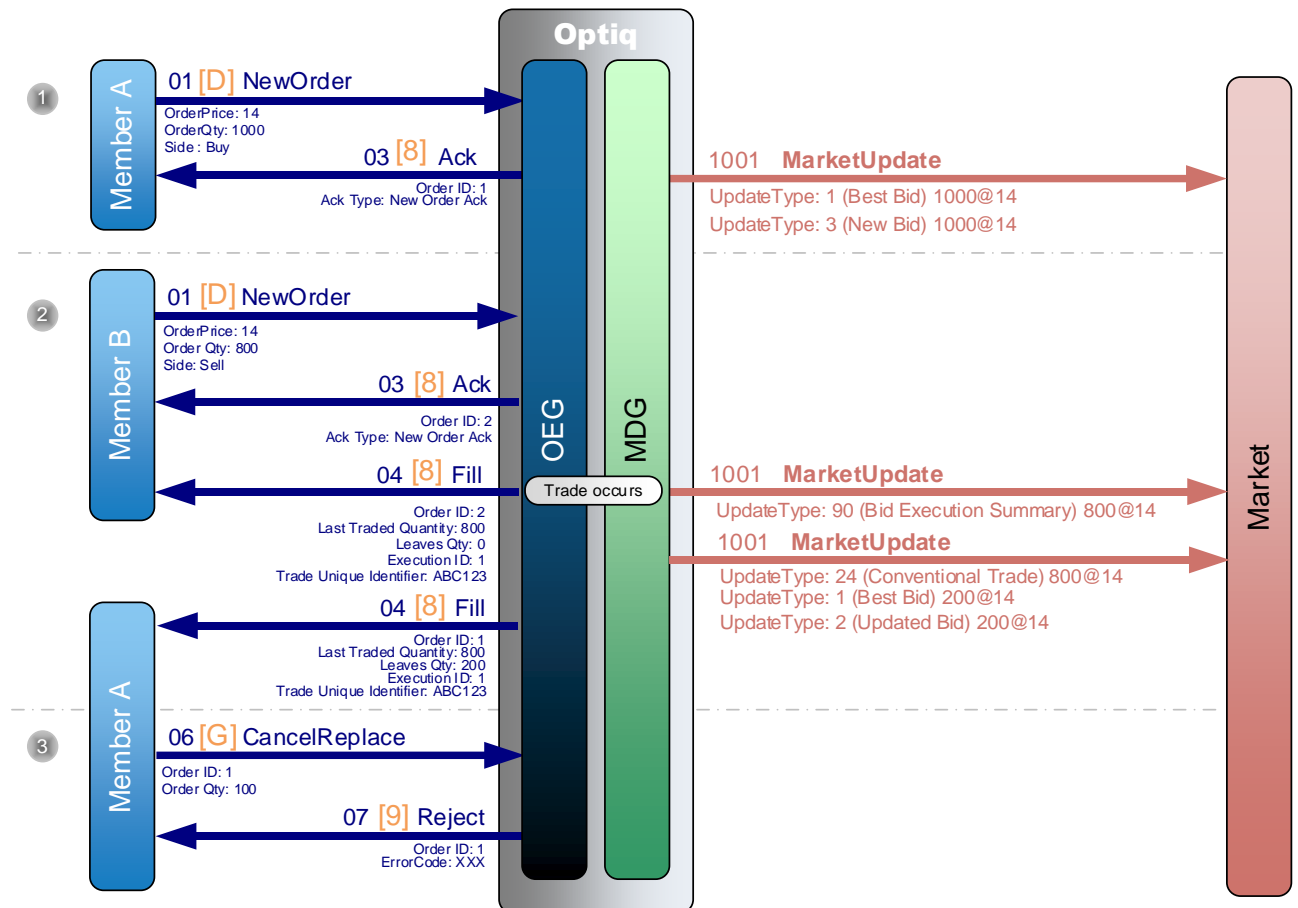 Optiq
1
Member A
01 [D] NewOrder
OrderPrice: 14
OrderQty: 1000
Side : Buy
03 [8] Ack
Order ID: 1
Ack Type: New Order Ack
1001 MarketUpdate
UpdateType: 1 (Best Bid) 1000@14
UpdateType: 3 (New Bid) 1000@14
2
Member B
01 [D] NewOrder
OrderPrice: 14
Order Qty: 800
Side: Sell
03 [8] Ack
Order ID: 2
Ack Type: New Order Ack
OEG
MDG
Market
04 [8] Fill
Order ID: 2
Last Traded Quantity: 800
Leaves Qty: 0
Execution ID: 1
Trade Unique Identifier: ABC123
Trade occurs
1001 MarketUpdate
UpdateType: 90 (Bid Execution Summary) 800@14
1001 MarketUpdate
UpdateType: 24 (Conventional Trade) 800@14
UpdateType: 1 (Best Bid) 200@14
UpdateType: 2 (Updated Bid) 200@14
Member A
04 [8] Fill
Order ID: 1
Last Traded Quantity: 800
Leaves Qty: 200
Execution ID: 1
Trade Unique Identifier: ABC123
3
06 [G] CancelReplace
Order ID: 1
Order Qty: 100
07 [9] Reject
Order ID: 1
ErrorCode: XXX